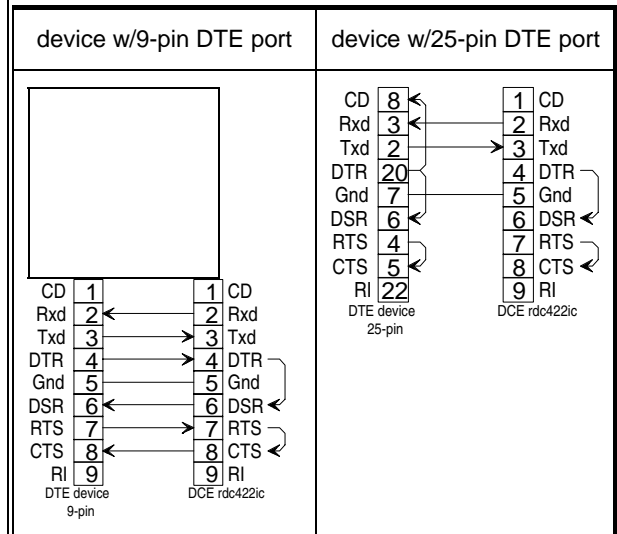 device w/9-pin DTE port
CD 1 1 CD
Rxd 2 2 Rxd
Txd 3 3 Txd
DTR 4 4 DTR
Gnd 5 5 Gnd
DSR 6 6 DSR
RTS 7 7 RTS
CTS 8 8 CTS
RI 9 9 RI
DTE device DCE rdc422ic
9-pin
device w/25-pin DTE port
CD 8 1 CD
Rxd 3 2 Rxd
Txd 2 3 Txd
DTR 20 4 DTR
Gnd 7 5 Gnd
DSR 6 6 DSR
RTS 4 7 RTS
CTS 5 8 CTS
RI 22 9 RI
DTE device DCE rdc422ic
25-pin